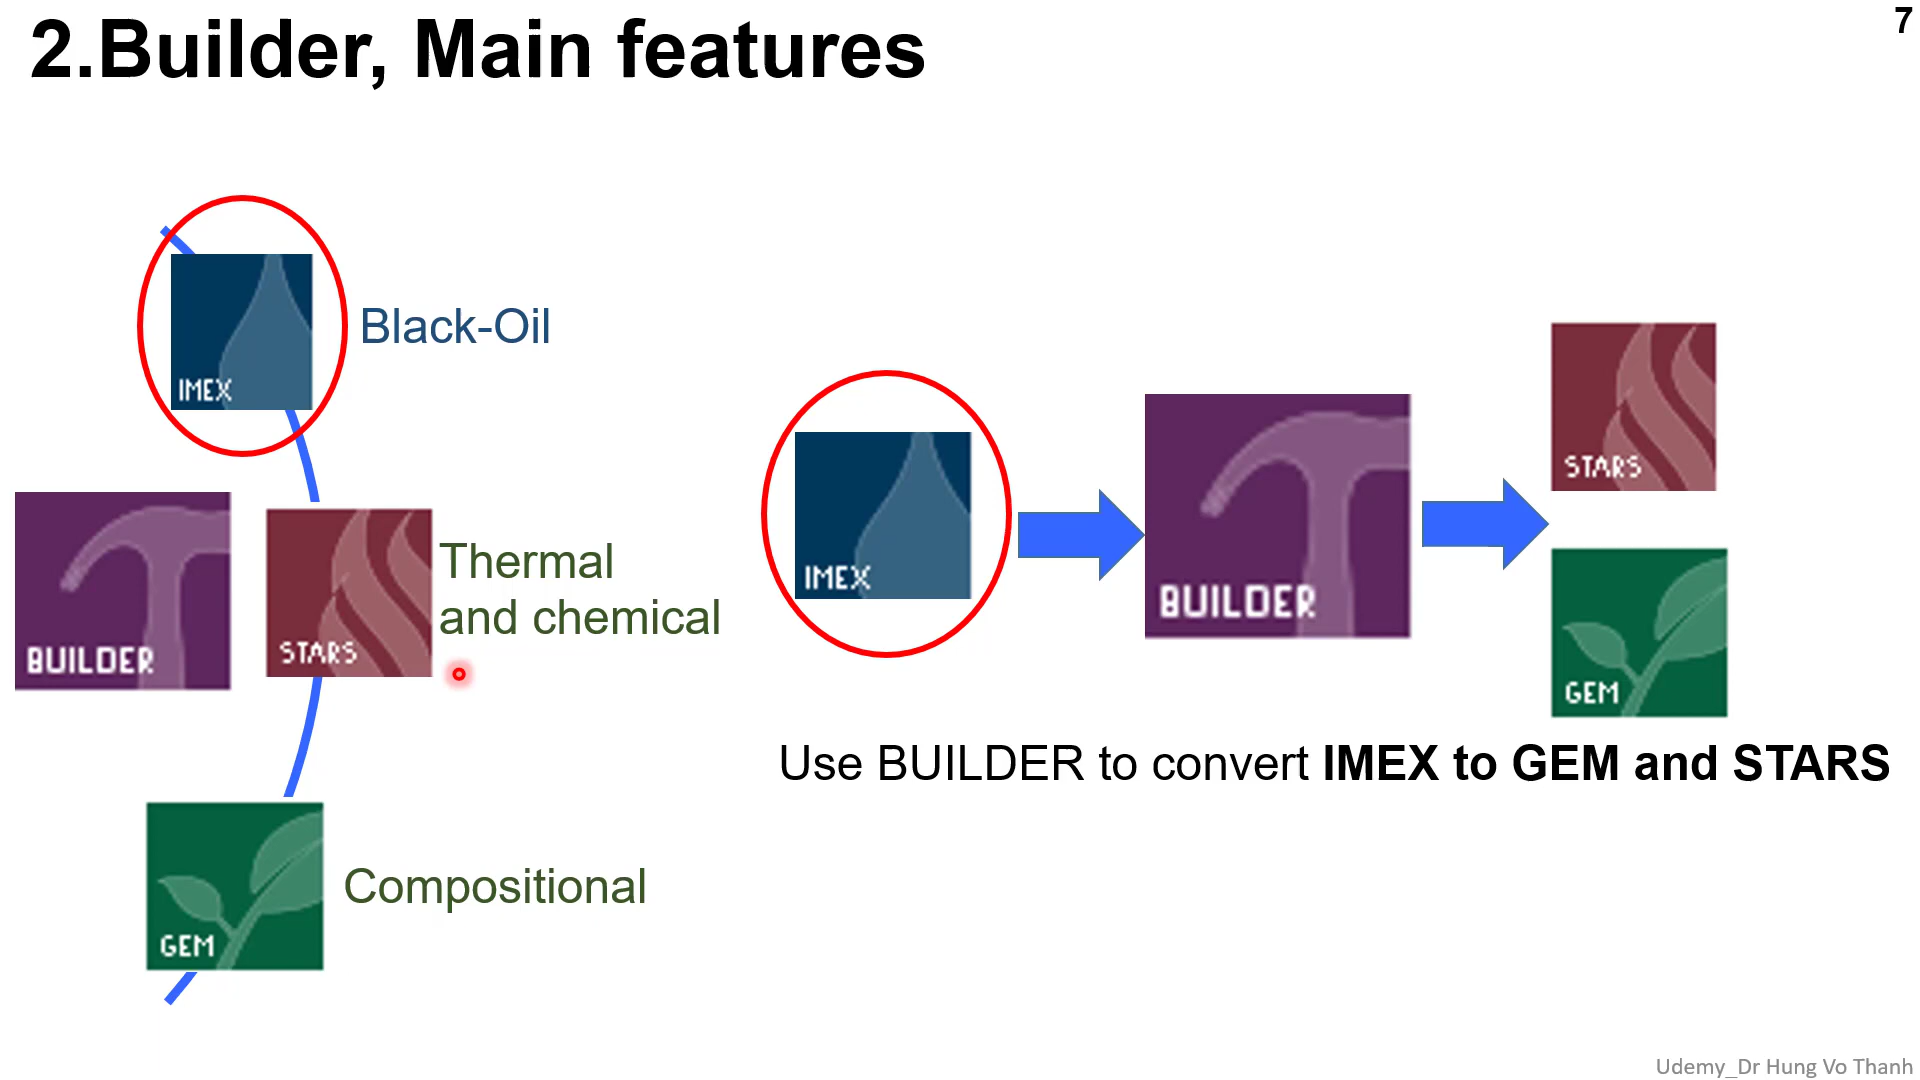 2.Builder, Main features
7
IMEX
Black-Oil
BUILDER
STARS
Thermal
and chemical
GEM
Compositional
IMEX
BUILDER
STARS
GEM
Use BUILDER to convert IMEX to GEM and STARS
Udemy_Dr Hung Vo Thanh